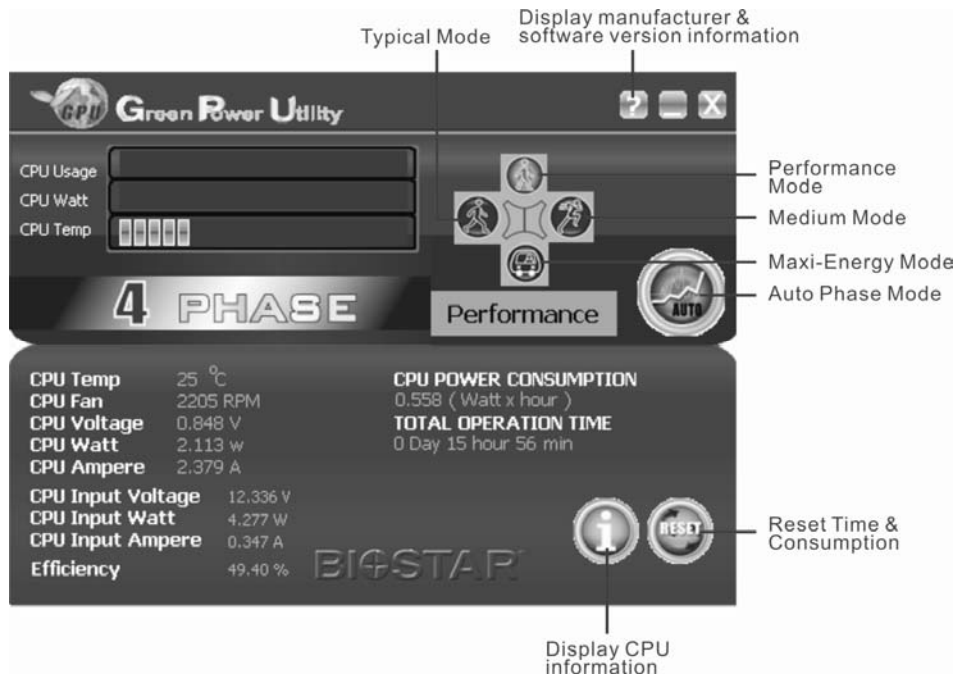 Display manufacturer &
software version information
Typical Mode
GPU
Green Power Utility
?
X
CPU Usage
CPU Watt
CPU Temp
Performance
Mode
Medium Mode
Maxi-Energy Mode
Auto Phase Mode
AUTO
4 PHASE
Performance
CPU Temp 25 °C
CPU Fan 2205 RPM
CPU Voltage 0.848 V
CPU Watt 2.113 w
CPU Ampere 2.379 A
CPU Input Voltage 12.336 V
CPU Input Watt 4.277 W
CPU Input Ampere 0.347 A
Efficiency 49.40 %
CPU POWER CONSUMPTION
0.558 ( Watt x hour )
TOTAL OPERATION TIME
0 Day 15 hour 56 min
BIOSTAR
i
RESET
Reset Time &
Consumption
Display CPU
information